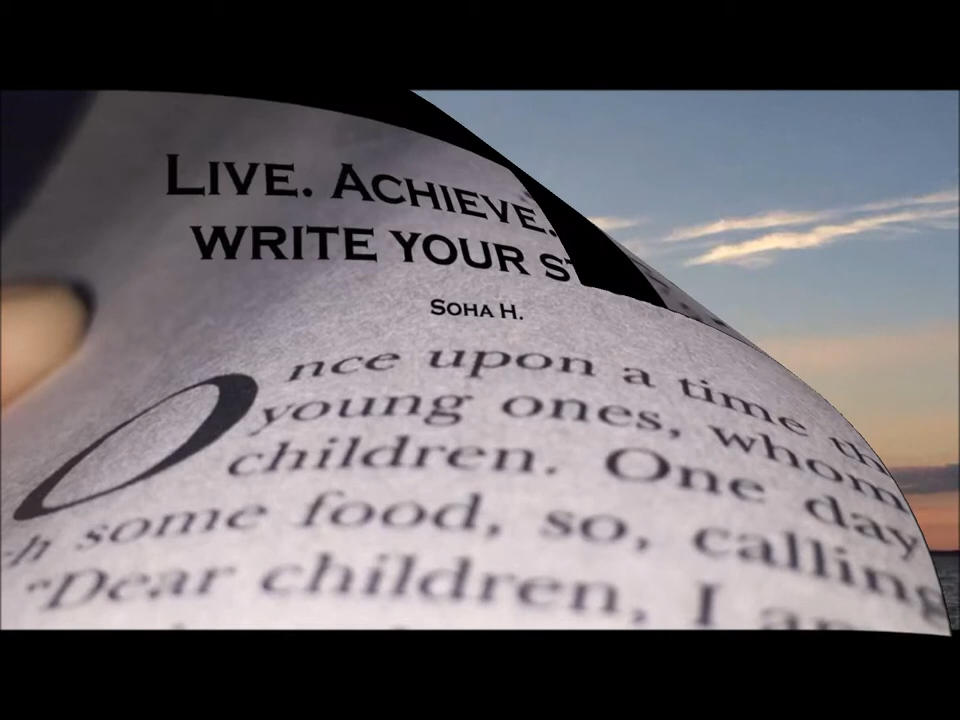 LIVE. ACHIEVE.
WRITE YOUR
SOHA H.
Once upon a time
young ones, whom
children. One day
some food, so, calling
"Dear children, I